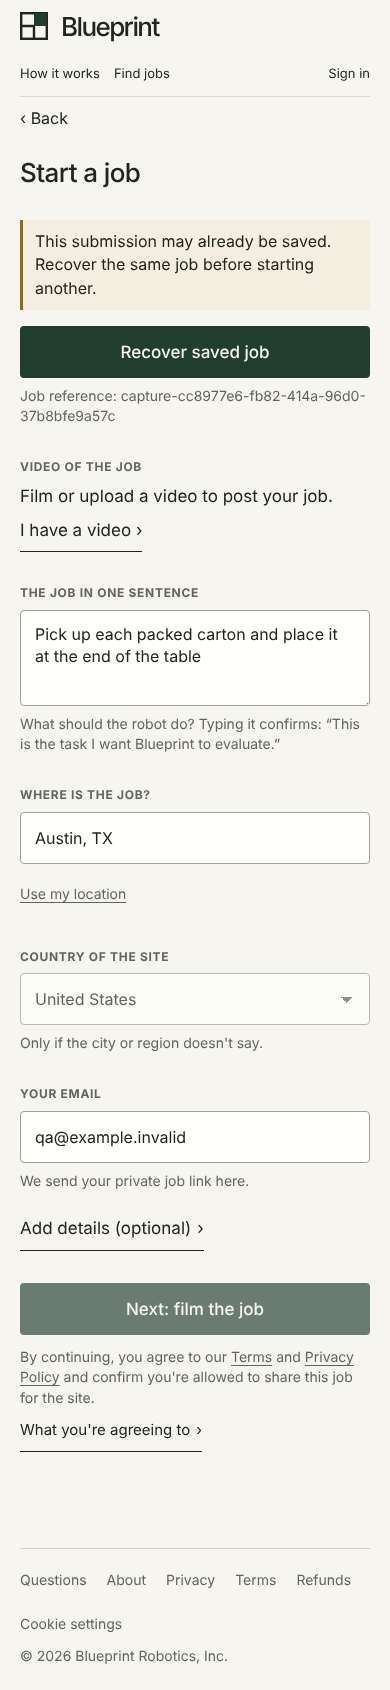 Blueprint
How it works Find jobs Sign in
‹ Back
Start a job
This submission may already be saved.
Recover the same job before starting
another.
Recover saved job
Job reference: capture-cc8977e6-fb82-414a-96d0-
37b8bfe9a57c
VIDEO OF THE JOB
Film or upload a video to post your job.
I have a video ›
THE JOB IN ONE SENTENCE
Pick up each packed carton and place it
at the end of the table
What should the robot do? Typing it confirms: “This
is the task I want Blueprint to evaluate.”
WHERE IS THE JOB?
Austin, TX
Use my location
COUNTRY OF THE SITE
United States
Only if the city or region doesn't say.
YOUR EMAIL
qa@example.invalid
We send your private job link here.
Add details (optional) ›
Next: film the job
By continuing, you agree to our Terms and Privacy
Policy and confirm you're allowed to share this job
for the site.
What you're agreeing to ›
Questions About Privacy Terms Refunds
Cookie settings
© 2026 Blueprint Robotics, Inc.